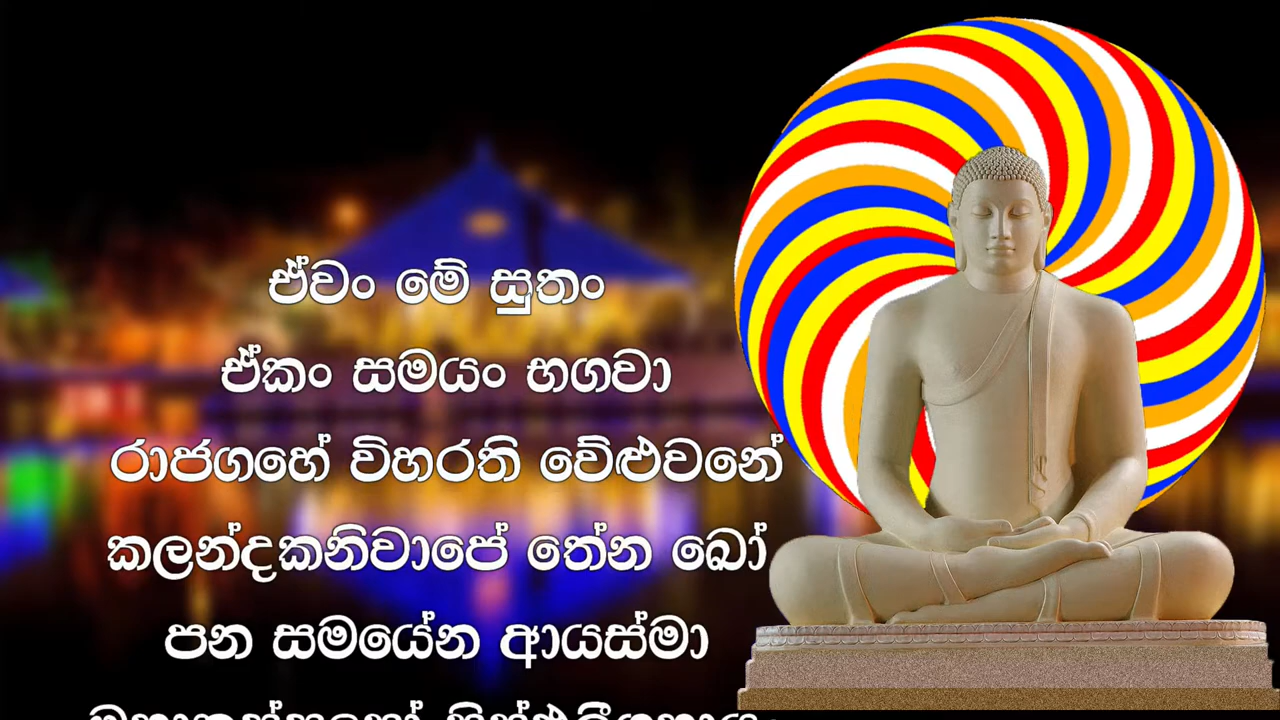 ඒවං මේ සුතං
ඒකං සමයං භගවා
රාජගහේ විහරති වේළුවනේ
කලන්දකනිවාපේ තේන ඛෝ
පන සමයේන ආයස්මා